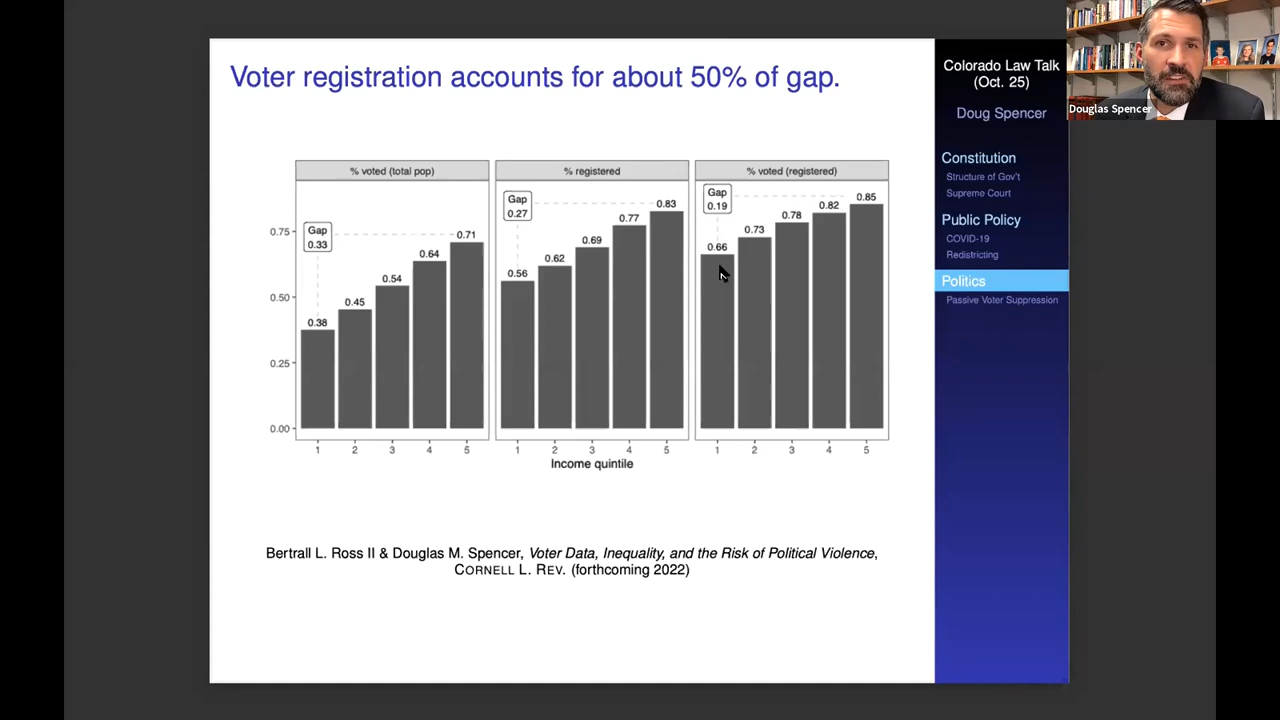 Voter registration accounts for about 50% of gap.
% voted (total pop)
% registered
% voted (registered)
Gap
0.33
0.38
0.45
0.54
0.64
0.71
Gap
0.27
0.56
0.62
0.69
0.77
0.83
Gap
0.19
0.66
0.73
0.78
0.82
0.85
0.75
0.50
0.25
0.00
1 2 3 4 5
1 2 3 4 5
1 2 3 4 5
Income quintile
Bertrall L. Ross II & Douglas M. Spencer, Voter Data, Inequality, and the Risk of Political Violence,
CORNELL L. REV. (forthcoming 2022)
Colorado Law Talk
(Oct. 25)
Doug Spencer
Constitution
Structure of Gov't
Supreme Court
Public Policy
COVID-19
Redistricting
Politics
Passive Voter Suppression
Douglas Spencer